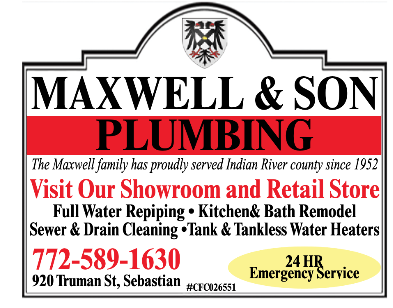 MAXWELL & SON
PLUMBING
The Maxwell family has proudly served Indian River county since 1952
Visit Our Showroom and Retail Store
Full Water Repiping • Kitchen& Bath Remodel
Sewer & Drain Cleaning •Tank & Tankless Water Heaters
772-589-1630
920 Truman St, Sebastian
#CFC026551
24 HR
Emergency Service